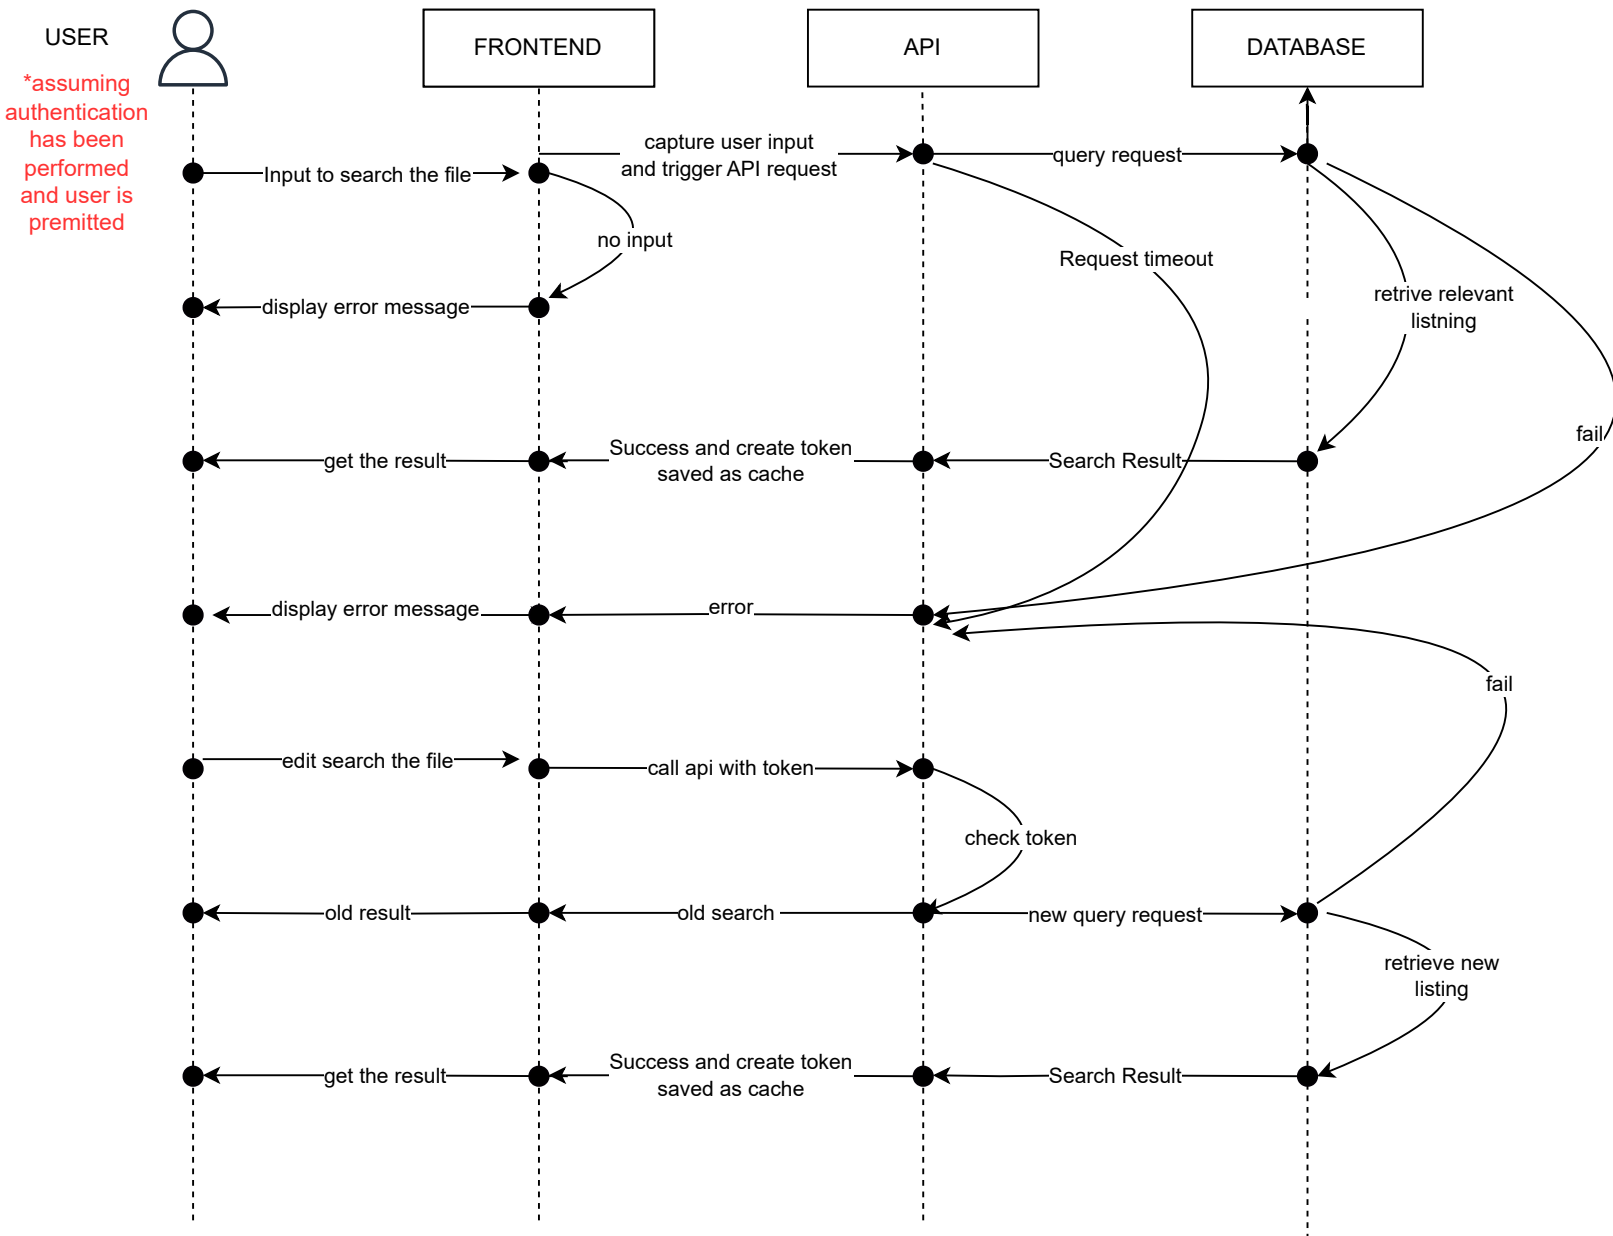 USER
FRONTEND
API
DATABASE
*assuming
authentication
has been
performed
and user is
premitted
capture user input
and trigger API request
query request
Input to search the file
no input
Request timeout
retrive relevant
listning
display error message
fail
get the result
Success and create token
saved as cache
Search Result
display error message
error
fail
edit search the file
call api with token
check token
old result
old search
new query request
retrieve new
listing
get the result
Success and create token
saved as cache
Search Result